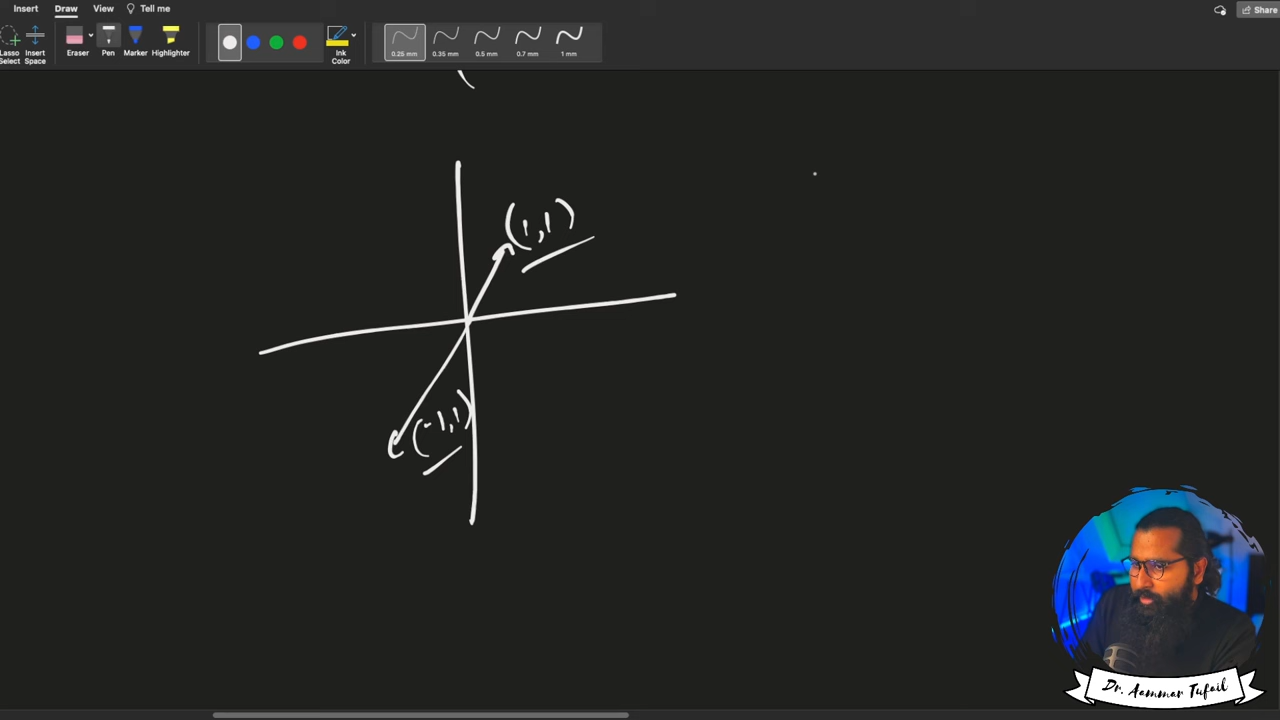 Insert Draw View Tell me Share
Lasso Select Insert Space Eraser Pen Marker Highlighter Ink Color 0.25 mm 0.35 mm 0.5 mm 0.7 mm 1 mm
(1,1)
(-1,1)
Dr. Aammar Tufail